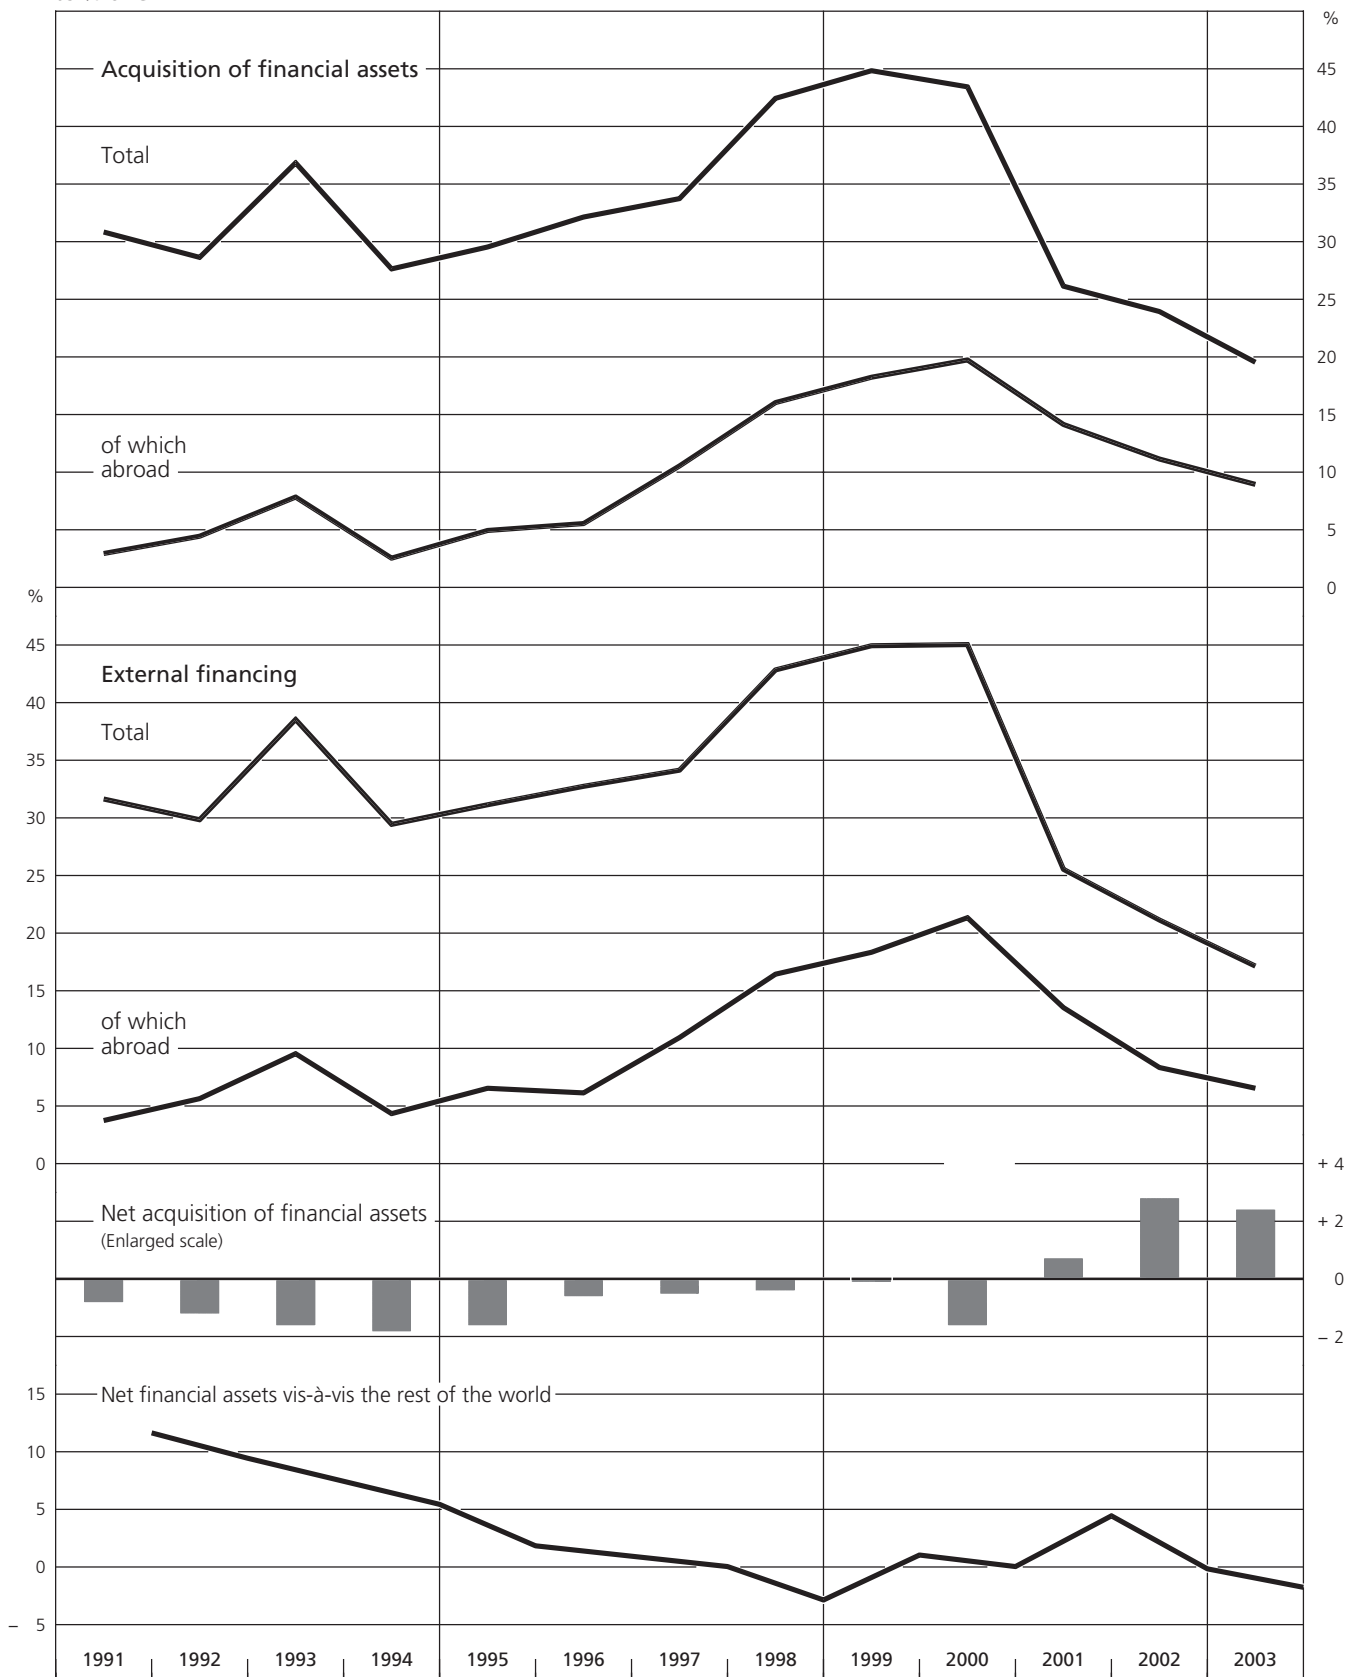 %
45
Acquisition of financial assets
40
Total
35
30
25
20
15
of which
abroad
10
5
0
%
45
External financing
40
Total
35
30
25
20
15
of which
abroad
10
5
0
+ 4
Net acquisition of financial assets
(Enlarged scale)
+ 2
0
– 2
15
Net financial assets vis-à-vis the rest of the world
10
5
0
– 5
1991 1992 1993 1994 1995 1996 1997 1998 1999 2000 2001 2002 2003